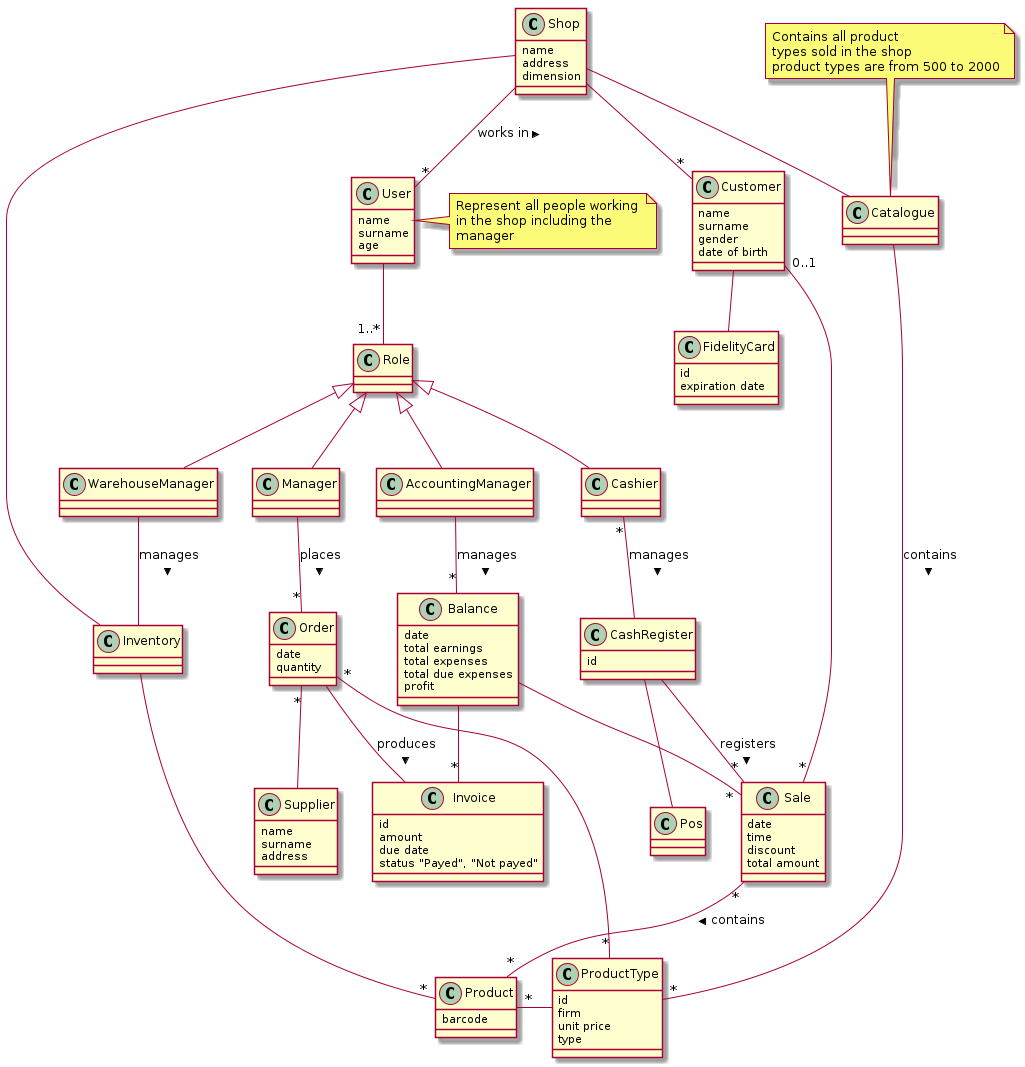 C Shop
name
address
dimension
Contains all product
types sold in the shop
product types are from 500 to 2000
works in ►
*
*
C User
name
surname
age
Represent all people working
in the shop including the
manager
C Customer
name
surname
gender
date of birth
C Catalogue
0..1
1..*
C Role
C FidelityCard
id
expiration date
C WarehouseManager
C Manager
C AccountingManager
C Cashier
*
manages
▼
places
▼
manages
▼
manages
▼
contains
▼
*
*
C Inventory
C Order
date
quantity
C Balance
date
total earnings
total expenses
total due expenses
profit
C CashRegister
id
*
*
produces
▼
registers
▼
*
*
*
*
C Supplier
name
surname
address
C Invoice
id
amount
due date
status "Payed", "Not payed"
C Pos
C Sale
date
time
discount
total amount
*
◄ contains
*
*
*
*
*
C Product
barcode
C ProductType
id
firm
unit price
type